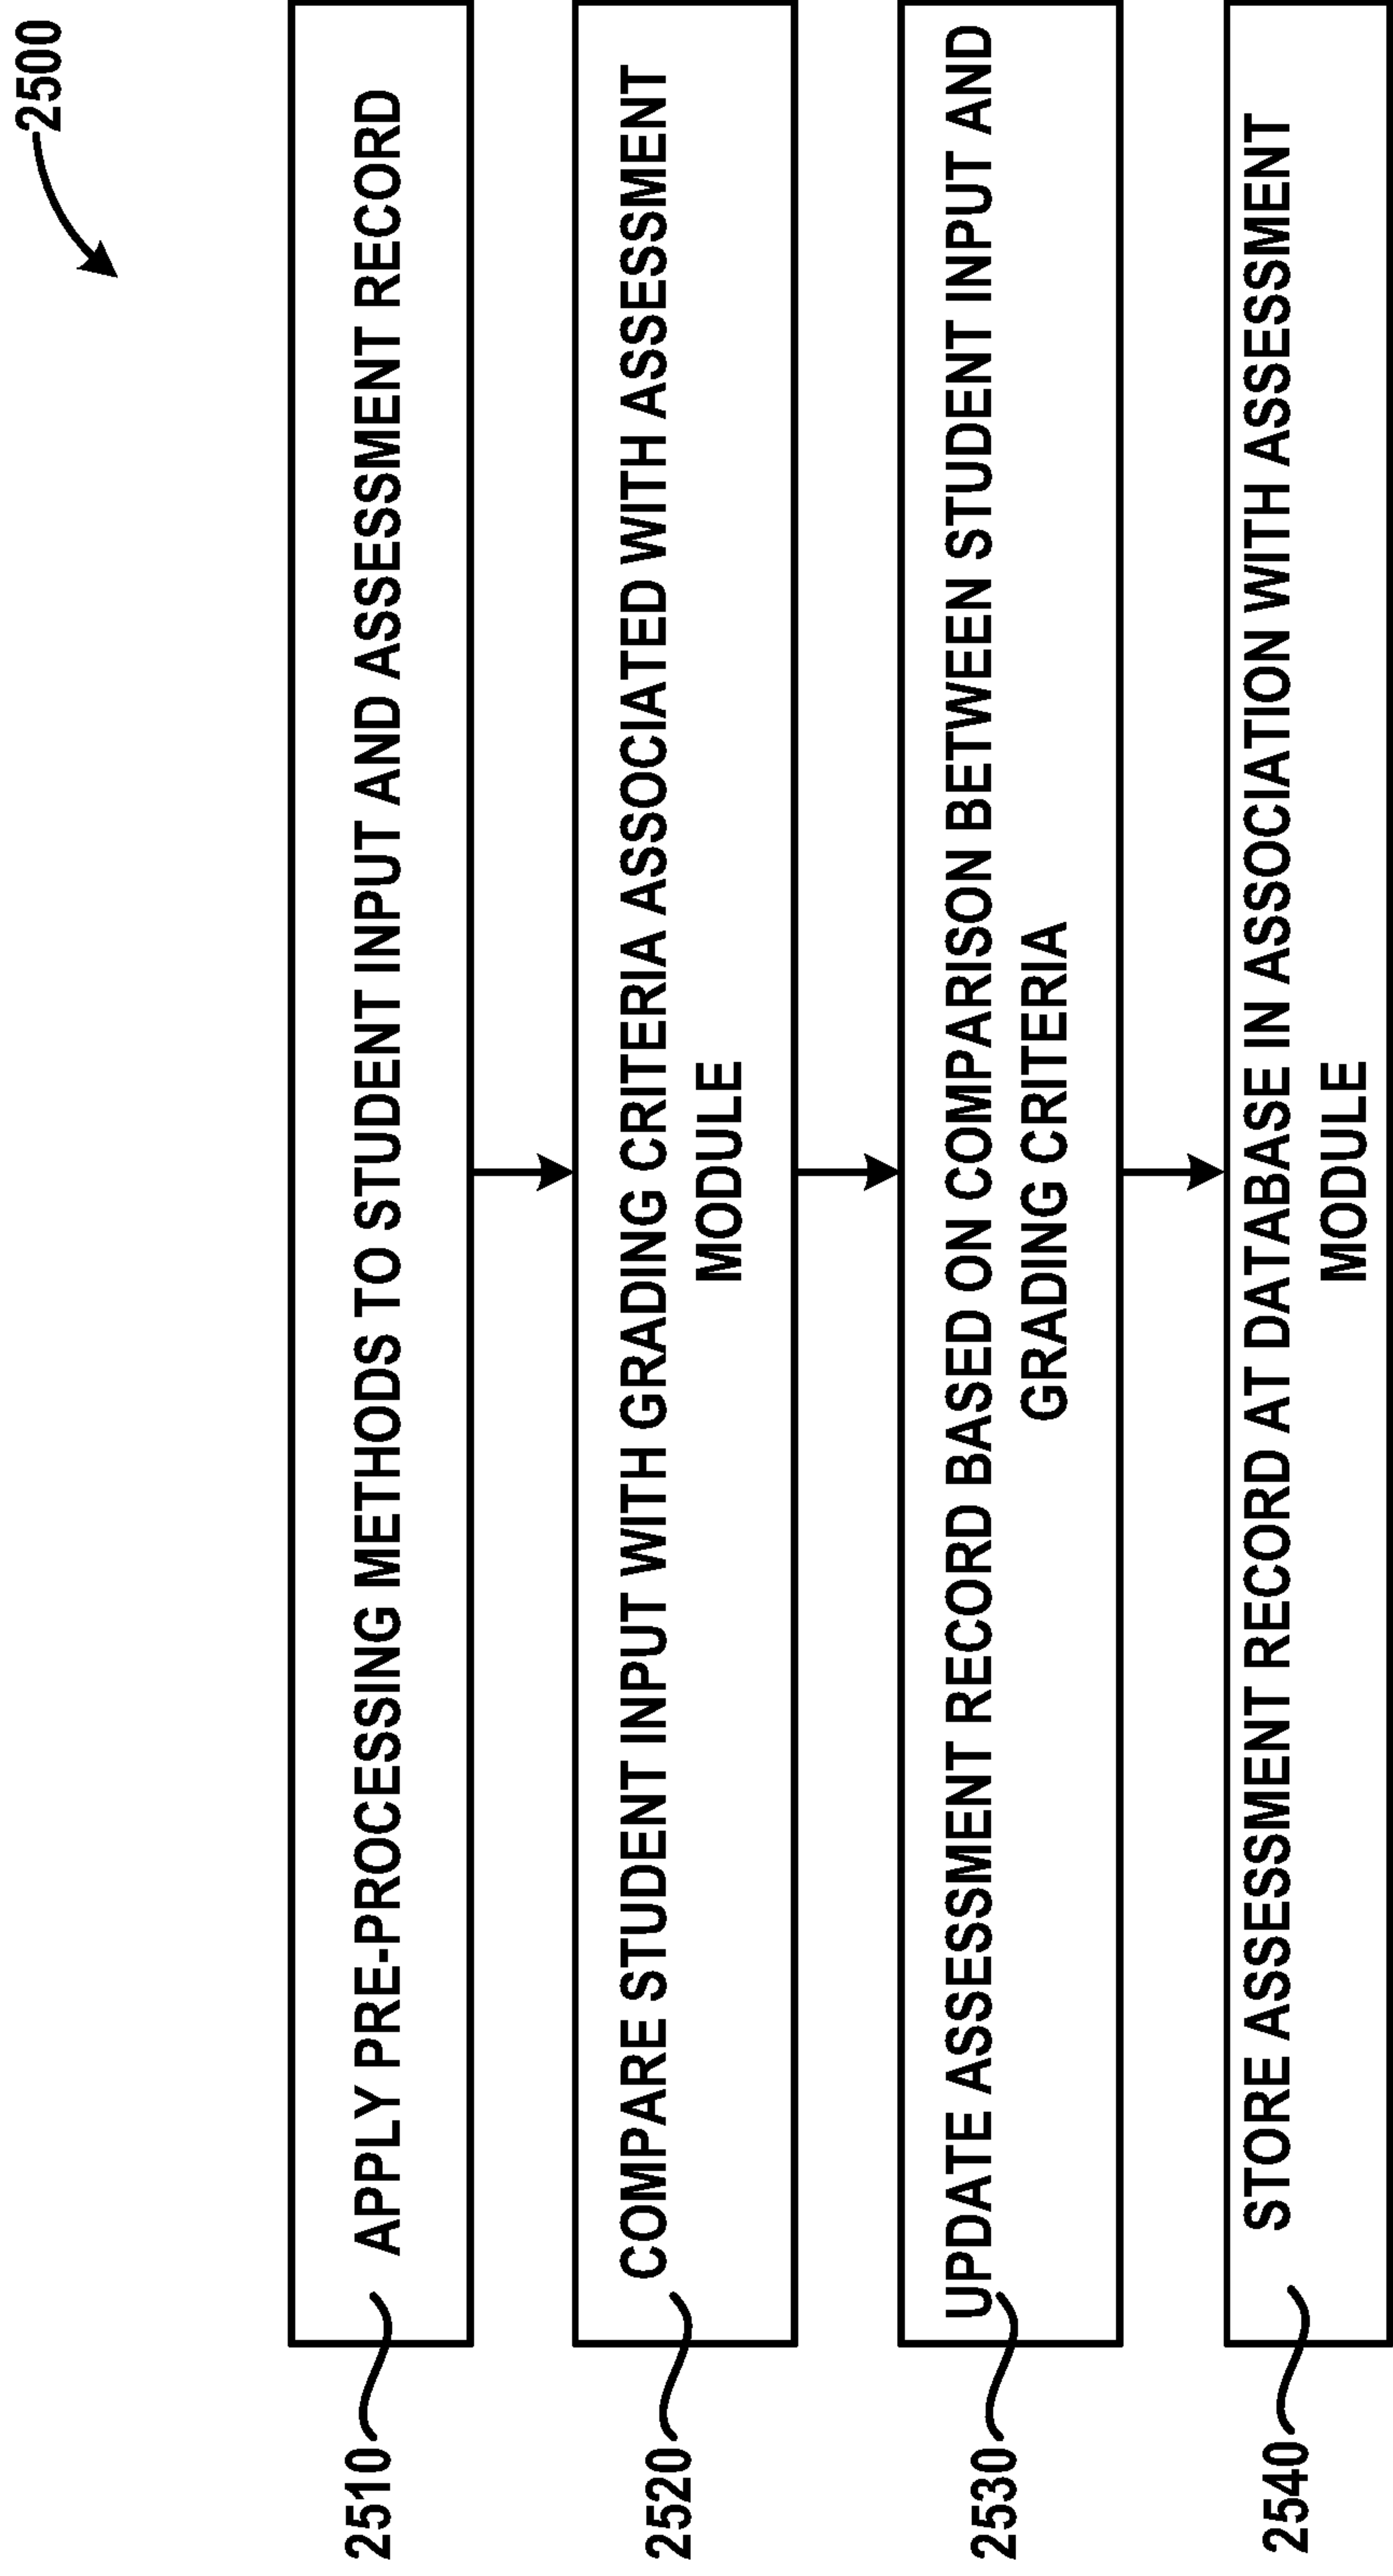 2500
2510
APPLY PRE-PROCESSING METHODS TO STUDENT INPUT AND ASSESSMENT RECORD
2520
COMPARE STUDENT INPUT WITH GRADING CRITERIA ASSOCIATED WITH ASSESSMENT
MODULE
2530
UPDATE ASSESSMENT RECORD BASED ON COMPARISON BETWEEN STUDENT INPUT AND
GRADING CRITERIA
2540
STORE ASSESSMENT RECORD AT DATABASE IN ASSOCIATION WITH ASSESSMENT
MODULE